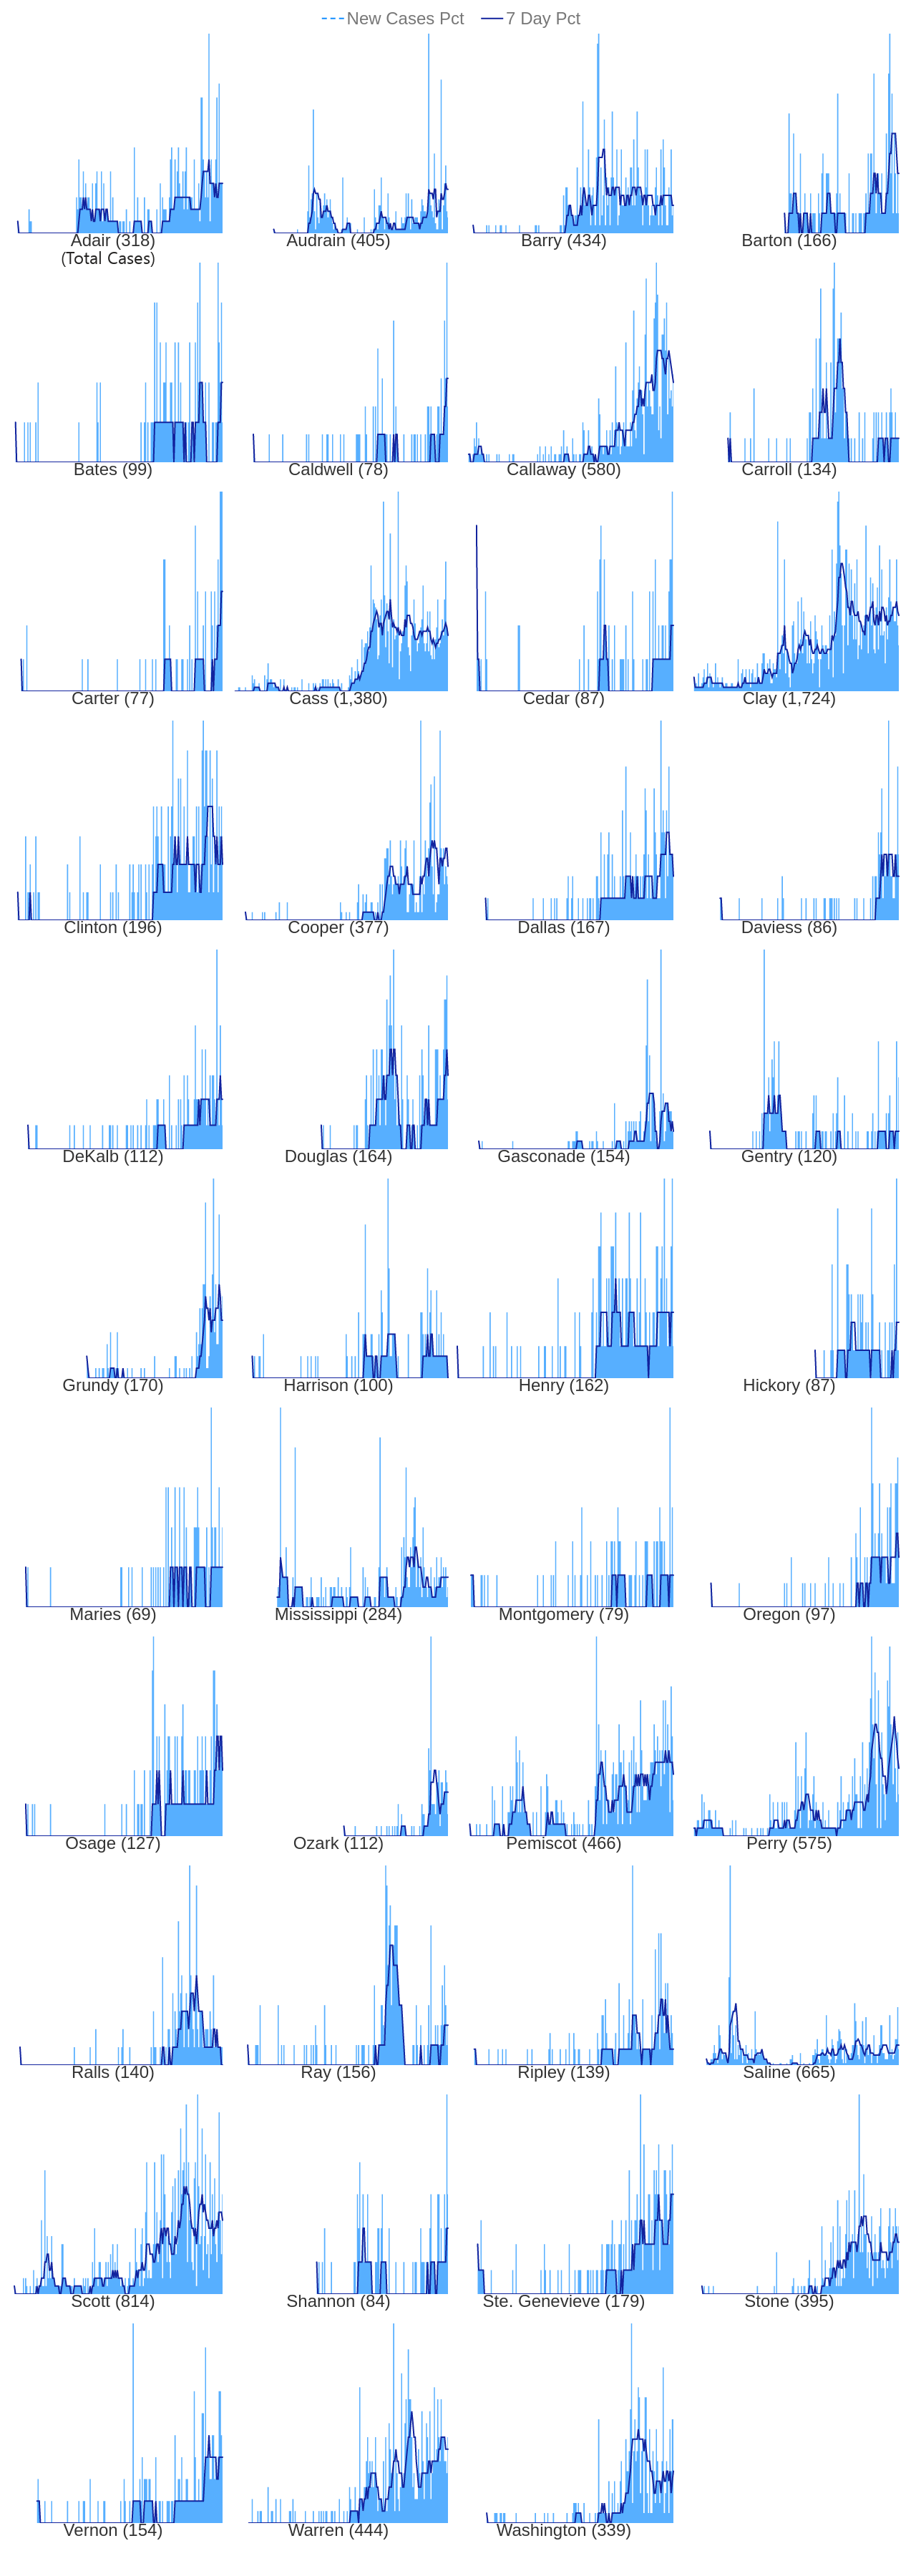 New Cases Pct 7 Day Pct
Adair (318) Audrain (405) Barry (434) Barton (166)
(Total Cases)
Bates (99) Caldwell (78) Callaway (580) Carroll (134)
Carter (77) Cass (1,380) Cedar (87) Clay (1,724)
Clinton (196) Cooper (377) Dallas (167) Daviess (86)
DeKalb (112) Douglas (164) Gasconade (154) Gentry (120)
Grundy (170) Harrison (100) Henry (162) Hickory (87)
Maries (69) Mississippi (284) Montgomery (79) Oregon (97)
Osage (127) Ozark (112) Pemiscot (466) Perry (575)
Ralls (140) Ray (156) Ripley (139) Saline (665)
Scott (814) Shannon (84) Ste. Genevieve (179) Stone (395)
Vernon (154) Warren (444) Washington (339)